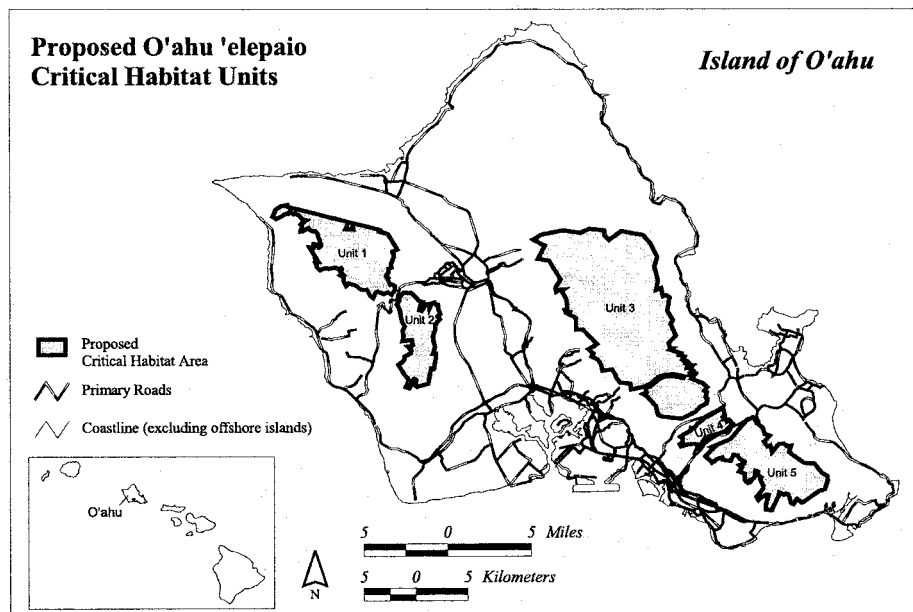 Proposed O'ahu 'elepaio
Critical Habitat Units
Island of O'ahu
Unit 1
Unit 2
Unit 3
Unit 4
Unit 5
Proposed
Critical Habitat Area
Primary Roads
Coastline (excluding offshore islands)
O'ahu
N
5 0 5 Miles
5 0 5 Kilometers